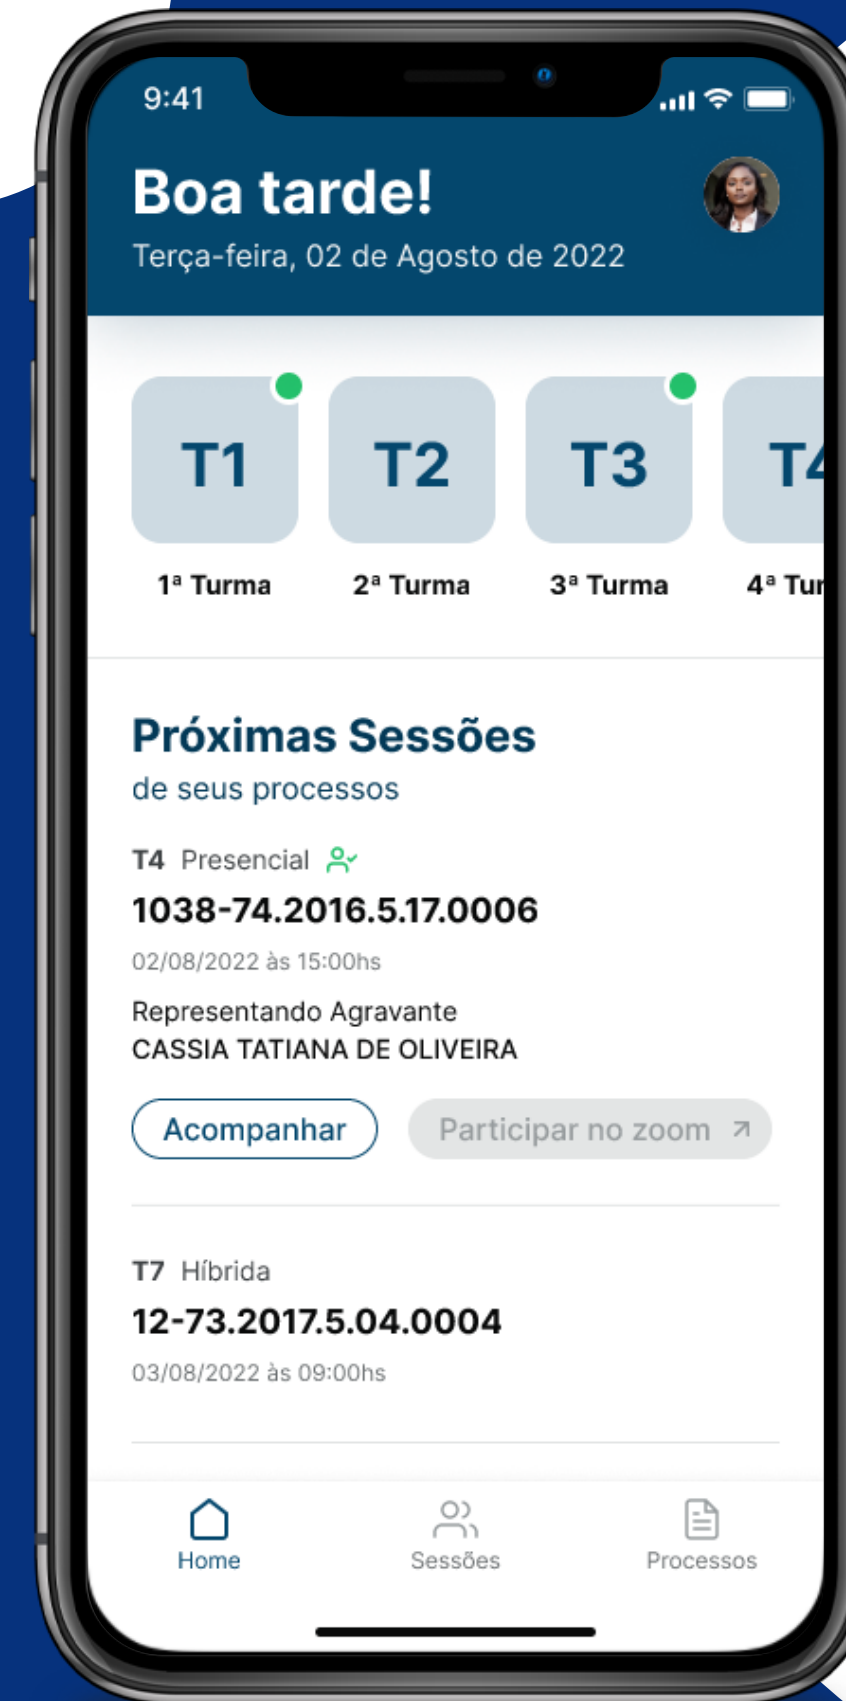 9:41
Boa tarde!
Terça-feira, 02 de Agosto de 2022
T1 T2 T3 T4
1ª Turma 2ª Turma 3ª Turma 4ª Tur
Próximas Sessões
de seus processos
T4 Presencial
1038-74.2016.5.17.0006
02/08/2022 às 15:00hs
Representando Agravante
CASSIA TATIANA DE OLIVEIRA
Acompanhar Participar no zoom
T7 Híbrida
12-73.2017.5.04.0004
03/08/2022 às 09:00hs
Home Sessões Processos